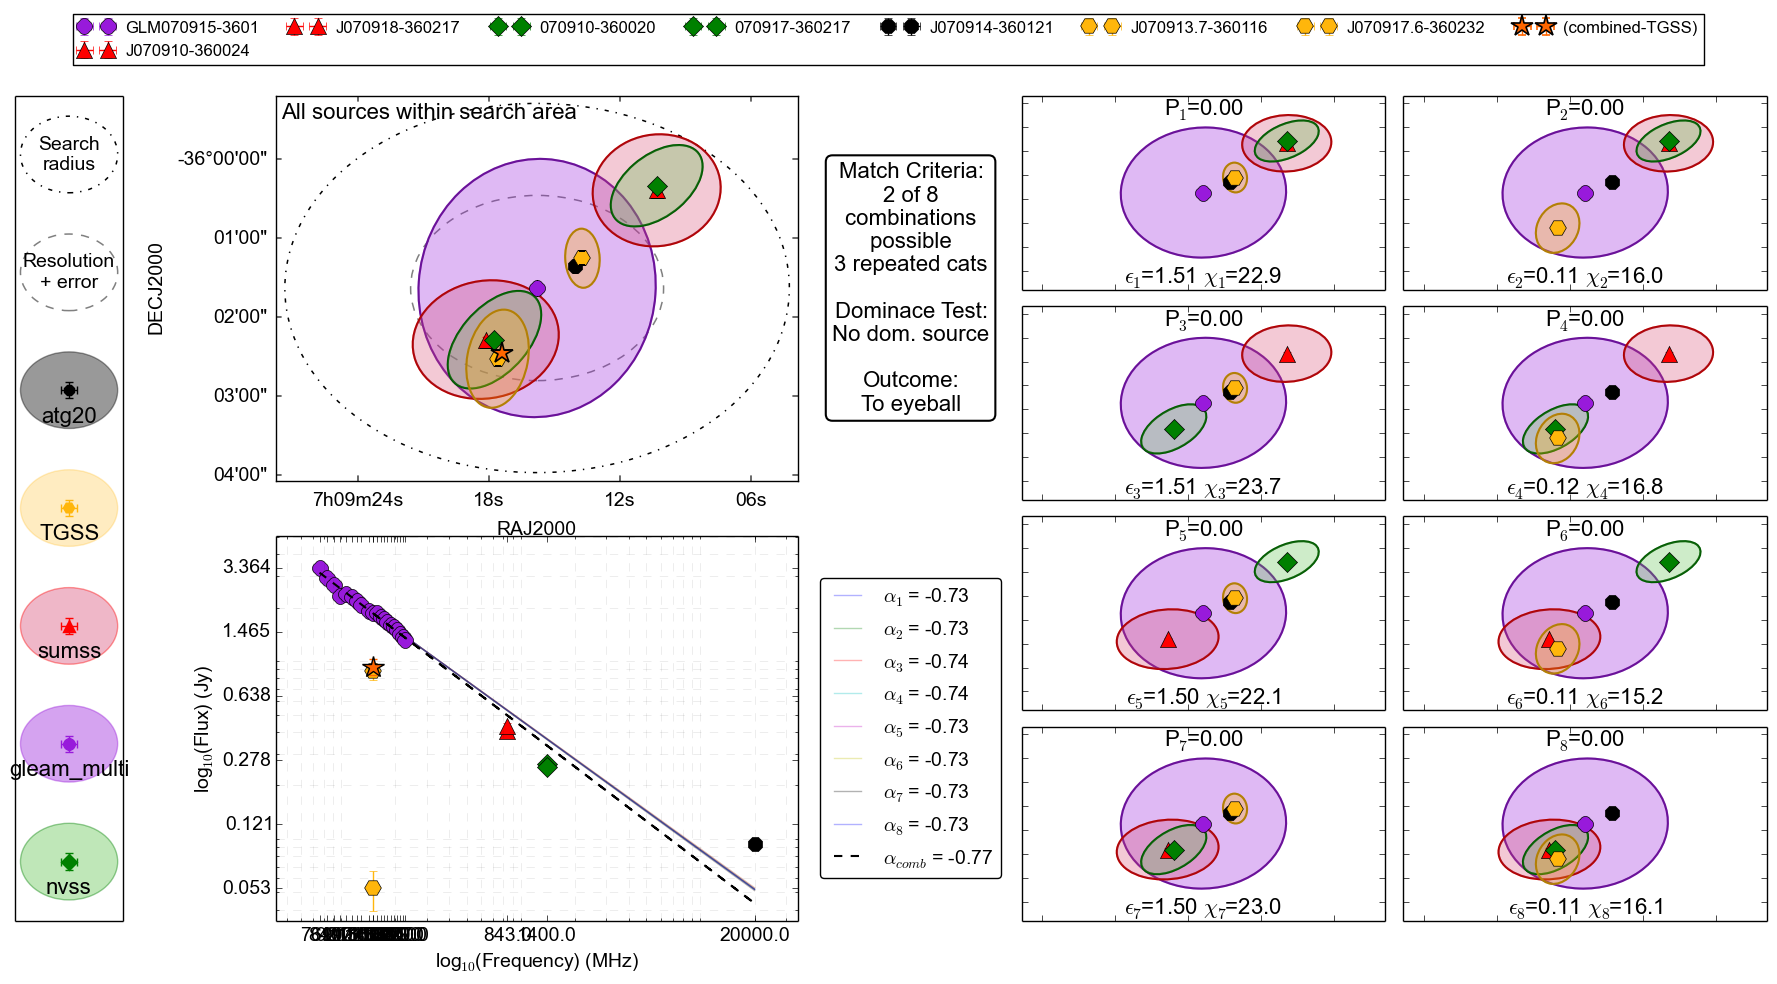 GLM070915-3601 J070918-360217 070910-360020 070917-360217 J070914-360121 J070913.7-360116 J070917.6-360232 (combined-TGSS)
J070910-360024
Search
radius
Resolution
+ error
atg20
TGSS
sumss
gleam_multi
nvss
All sources within search area
DECJ2000
-36°00'00"
01'00"
02'00"
03'00"
04'00"
7h09m24s 18s 12s 06s
RAJ2000
Match Criteria:
2 of 8
combinations
possible
3 repeated cats
Dominace Test:
No dom. source
Outcome:
To eyeball
log10(Flux) (Jy)
3.364
1.465
0.638
0.278
0.121
0.053
843.0 1400.0 20000.0
log10(Frequency) (MHz)
α1 = -0.73
α2 = -0.73
α3 = -0.74
α4 = -0.74
α5 = -0.73
α6 = -0.73
α7 = -0.73
α8 = -0.73
αcomb = -0.77
P1=0.00
ϵ1=1.51 χ1=22.9
P2=0.00
ϵ2=0.11 χ2=16.0
P3=0.00
ϵ3=1.51 χ3=23.7
P4=0.00
ϵ4=0.12 χ4=16.8
P5=0.00
ϵ5=1.50 χ5=22.1
P6=0.00
ϵ6=0.11 χ6=15.2
P7=0.00
ϵ7=1.50 χ7=23.0
P8=0.00
ϵ8=0.11 χ8=16.1